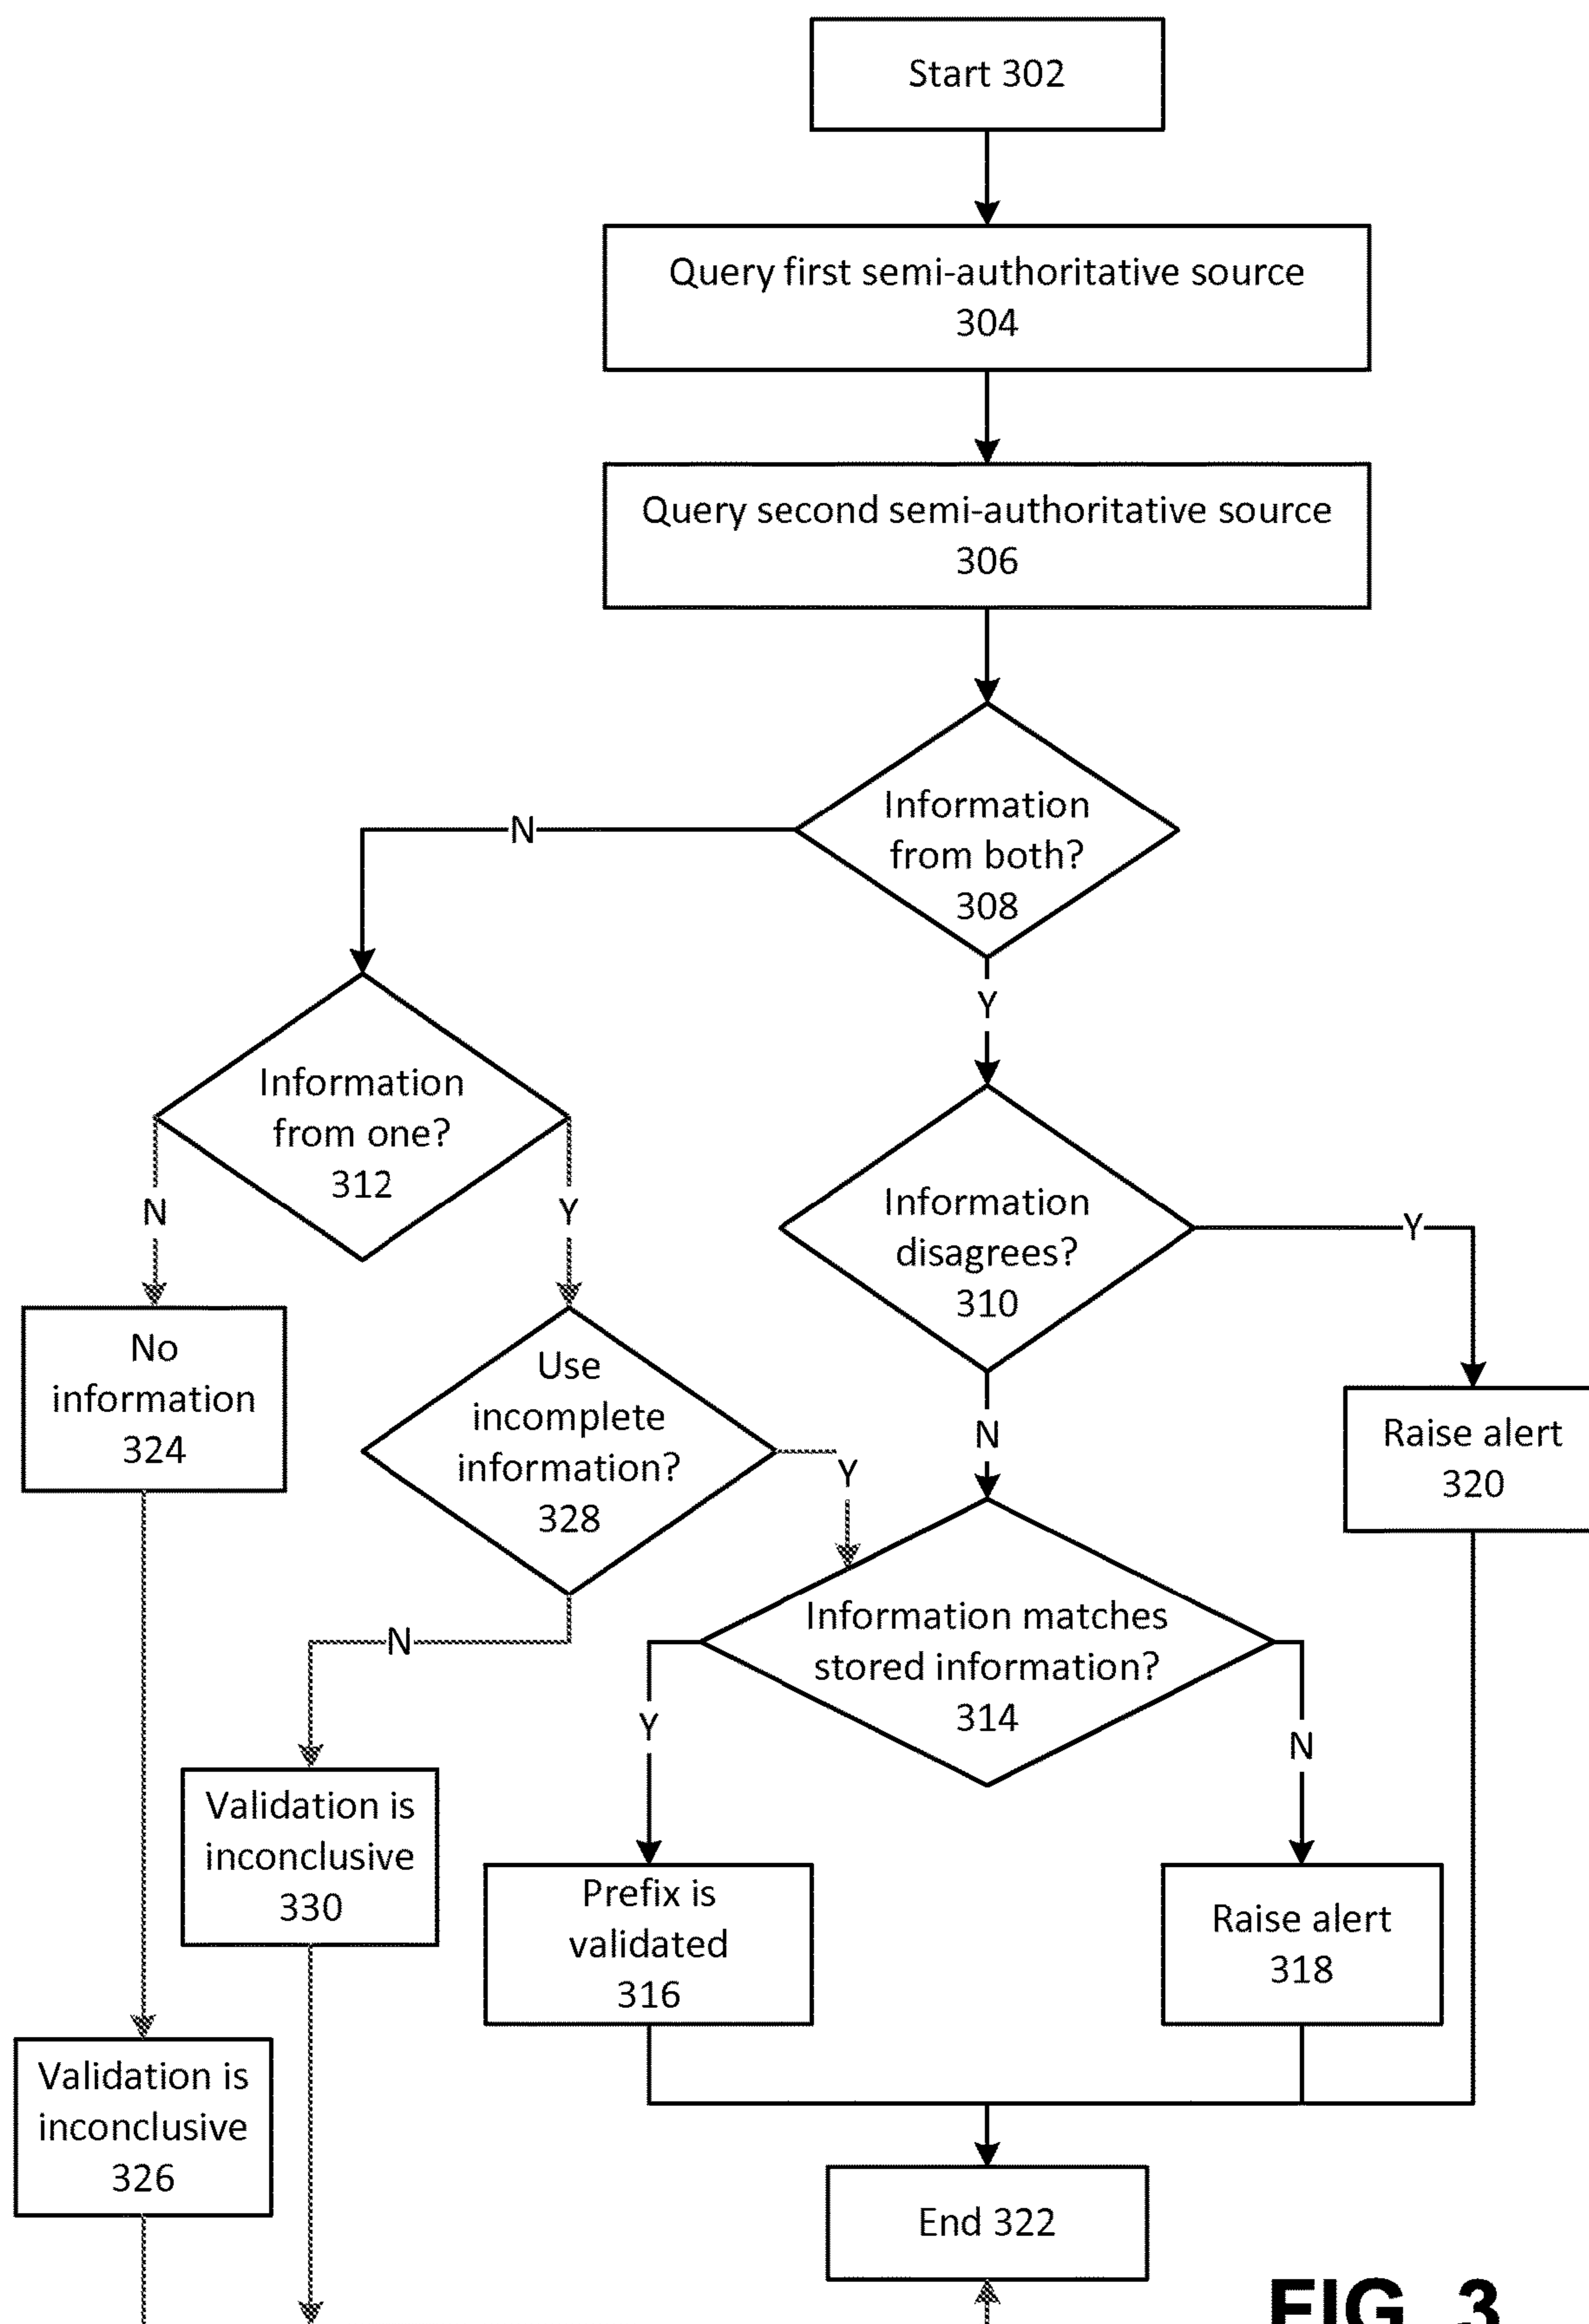 Start 302
Query first semi-authoritative source
304
Query second semi-authoritative source
306
Information
from both?
308
N
Y
Information
from one?
312
N
Y
Information
disagrees?
310
Y
N
No
information
324
Use
incomplete
information?
328
Y
N
Raise alert
320
Information matches
stored information?
314
Y
N
Validation is
inconclusive
330
Prefix is
validated
316
Raise alert
318
Validation is
inconclusive
326
End 322
FIG. 3